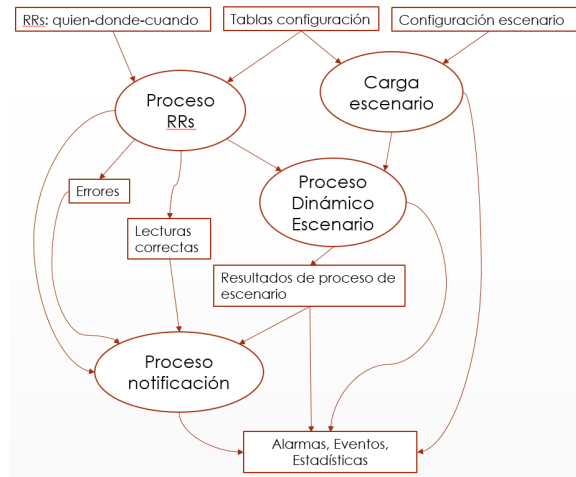 RRs: quien-donde-cuando
Tablas configuración
Configuración escenario
Proceso
RRs
Carga
escenario
Proceso
Dinámico
Escenario
Errores
Lecturas
correctas
Resultados de proceso de
escenario
Proceso
notificación
Alarmas, Eventos,
Estadísticas